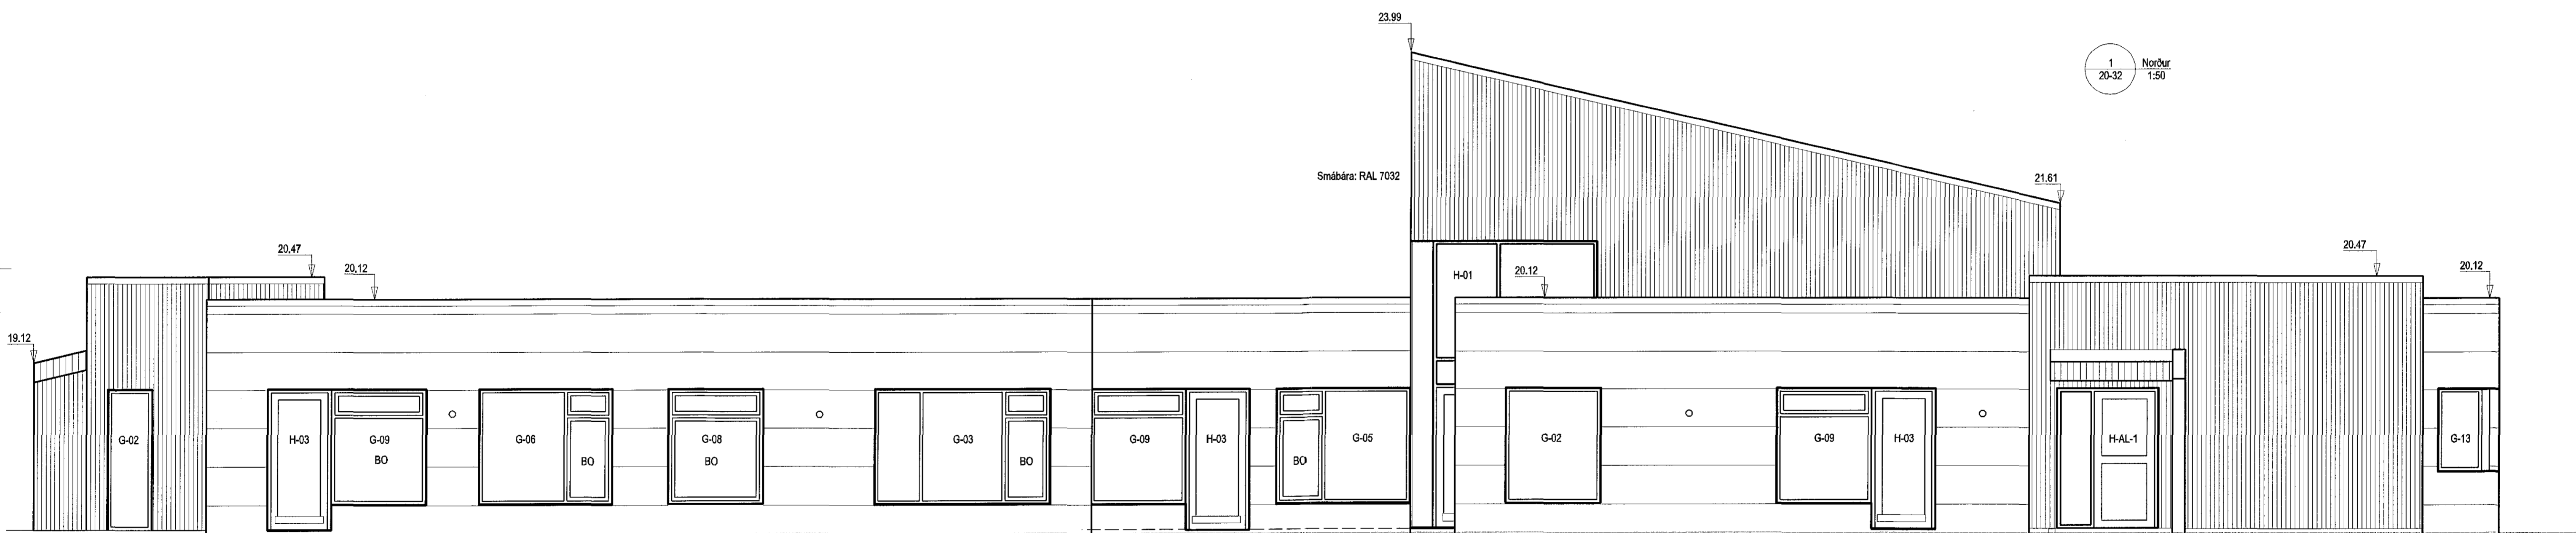 23.99
1
20-32
Norður
1:50
Smábára: RAL 7032
21.61
20.47
20.12
H-01
20.12
20.47
20.12
19.12
G-02
H-03
G-09
BO
G-06
BO
G-08
BO
G-03
BO
G-09
H-03
BO
G-05
G-02
G-09
H-03
H-AL-1
G-13